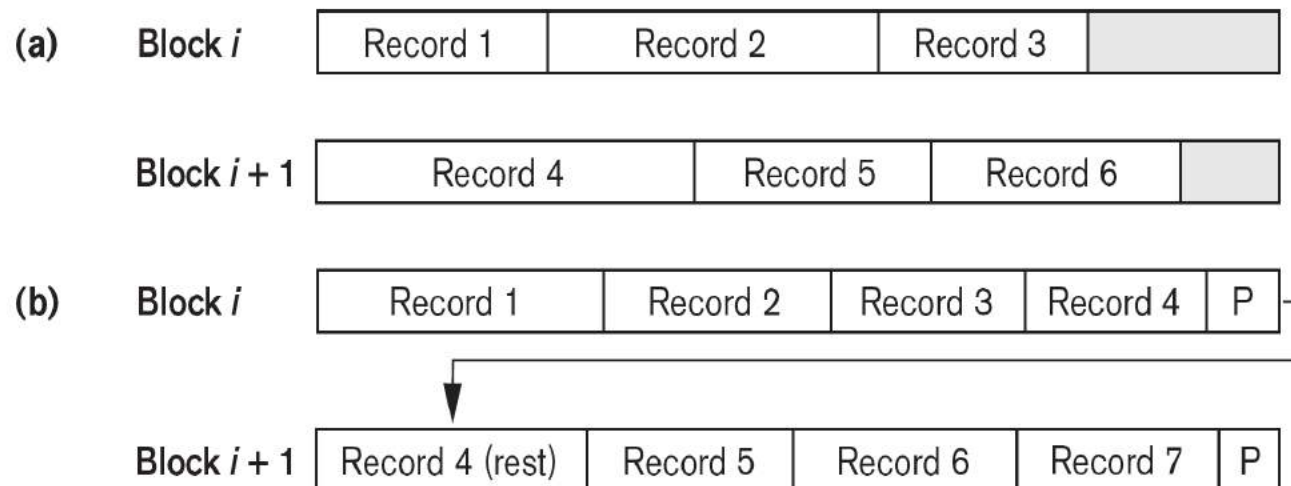 (a) Block i Record 1 Record 2 Record 3
Block i + 1 Record 4 Record 5 Record 6
(b) Block i Record 1 Record 2 Record 3 Record 4 P
Block i + 1 Record 4 (rest) Record 5 Record 6 Record 7 P